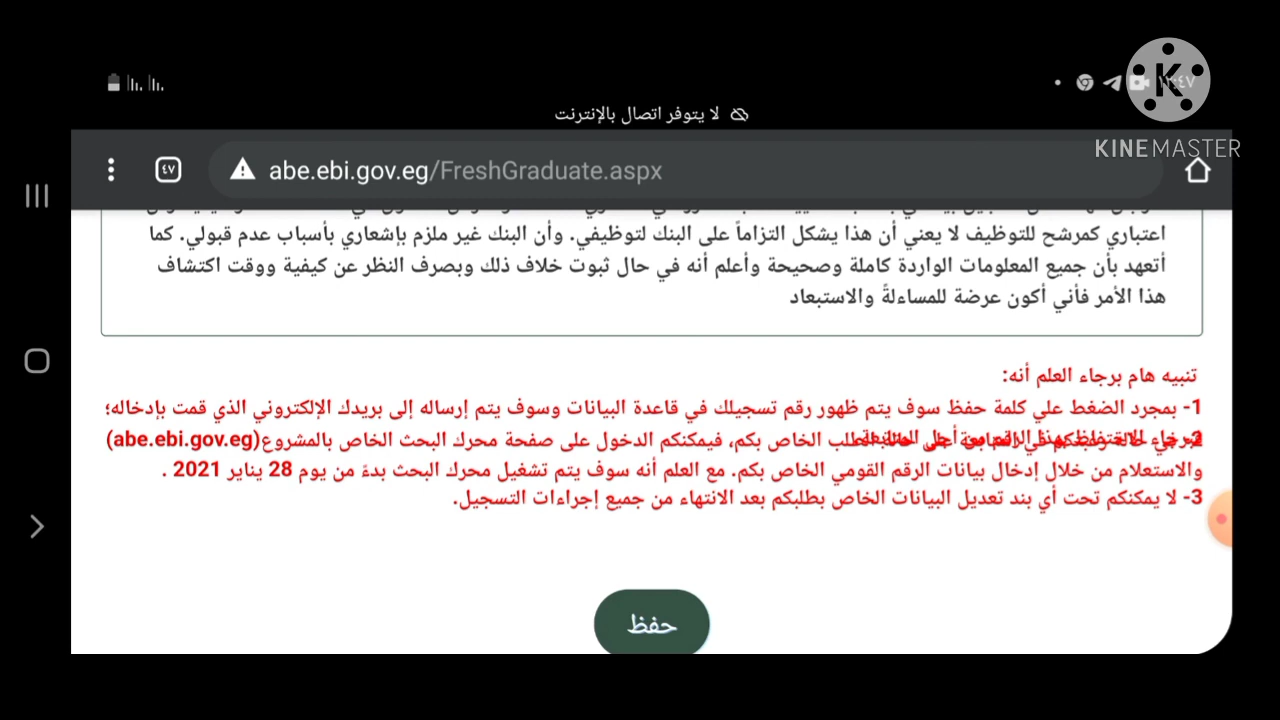 ١٢:٤٧
KINEMASTER
لا يتوفر اتصال بالإنترنت
٤٧
abe.ebi.gov.eg/FreshGraduate.aspx
اعتباري كمرشح للتوظيف لا يعني أن هذا يشكل التزاماً على البنك لتوظيفي. وأن البنك غير ملزم بإشعاري بأسباب عدم قبولي. كما
أتعهد بأن جميع المعلومات الواردة كاملة وصحيحة وأعلم أنه في حال ثبوت خلاف ذلك وبصرف النظر عن كيفية ووقت اكتشاف
هذا الأمر فأني أكون عرضة للمساءلةً والاستبعاد
تنبيه هام برجاء العلم أنه:
1- بمجرد الضغط علي كلمة حفظ سوف يتم ظهور رقم تسجيلك في قاعدة البيانات وسوف يتم إرساله إلى بريدك الإلكتروني الذي قمت بإدخاله؛
الطلب الخاص بكم، فيمكنكم الدخول على صفحة محرك البحث الخاص بالمشروع(abe.ebi.gov.eg)
والاستعلام من خلال إدخال بيانات الرقم القومي الخاص بكم. مع العلم أنه سوف يتم تشغيل محرك البحث بدءً من يوم 28 يناير 2021 .
3- لا يمكنكم تحت أي بند تعديل البيانات الخاص بطلبكم بعد الانتهاء من جميع إجراءات التسجيل.
حفظ